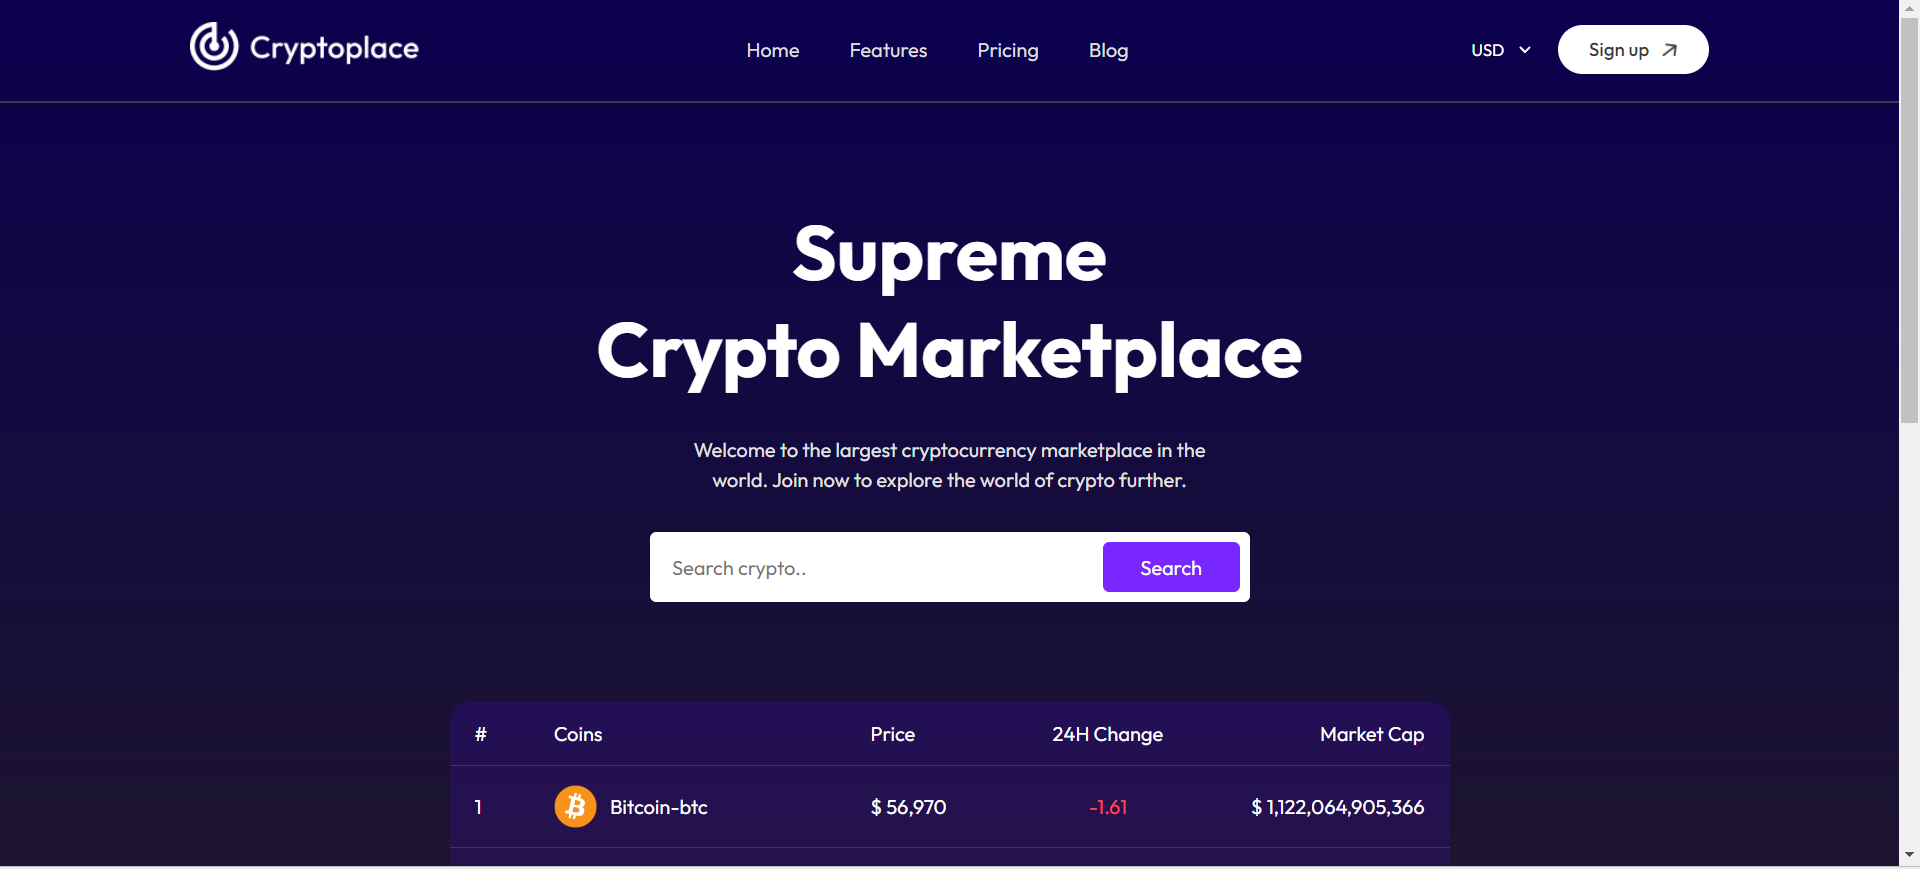 Cryptoplace
Home Features Pricing Blog
USD Sign up
Supreme
Crypto Marketplace
Welcome to the largest cryptocurrency marketplace in the
world. Join now to explore the world of crypto further.
Search crypto.. Search
# Coins Price 24H Change Market Cap
1 Bitcoin-btc $ 56,970 -1.61 $ 1,122,064,905,366